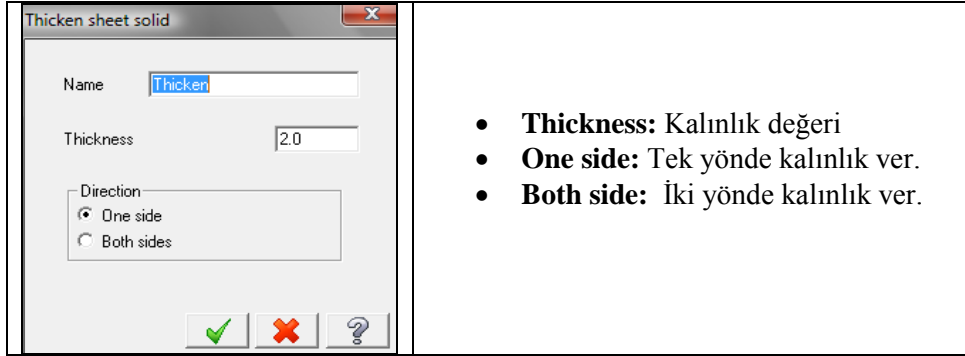 Thicken sheet solid
Name Thicken
Thickness 2.0
Direction
One side
Both sides
• Thickness: Kalınlık değeri
• One side: Tek yönde kalınlık ver.
• Both side: İki yönde kalınlık ver.